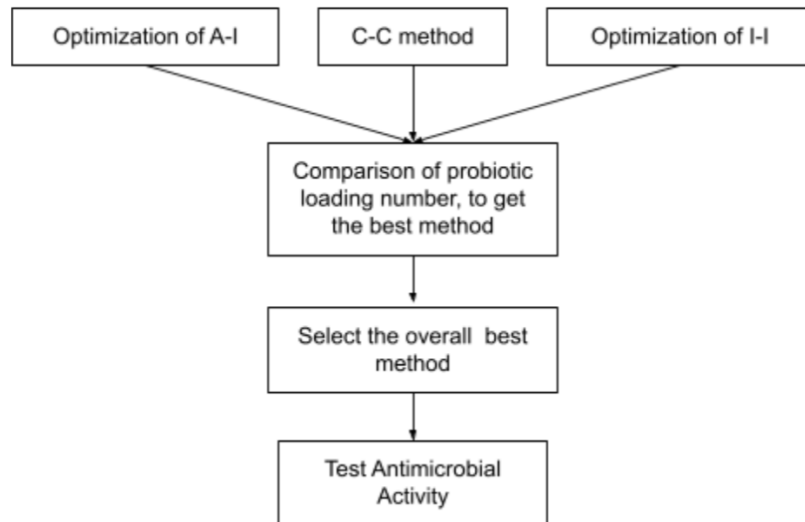 Optimization of A-I
C-C method
Optimization of I-I
Comparison of probiotic
loading number, to get
the best method
Select the overall best
method
Test Antimicrobial
Activity